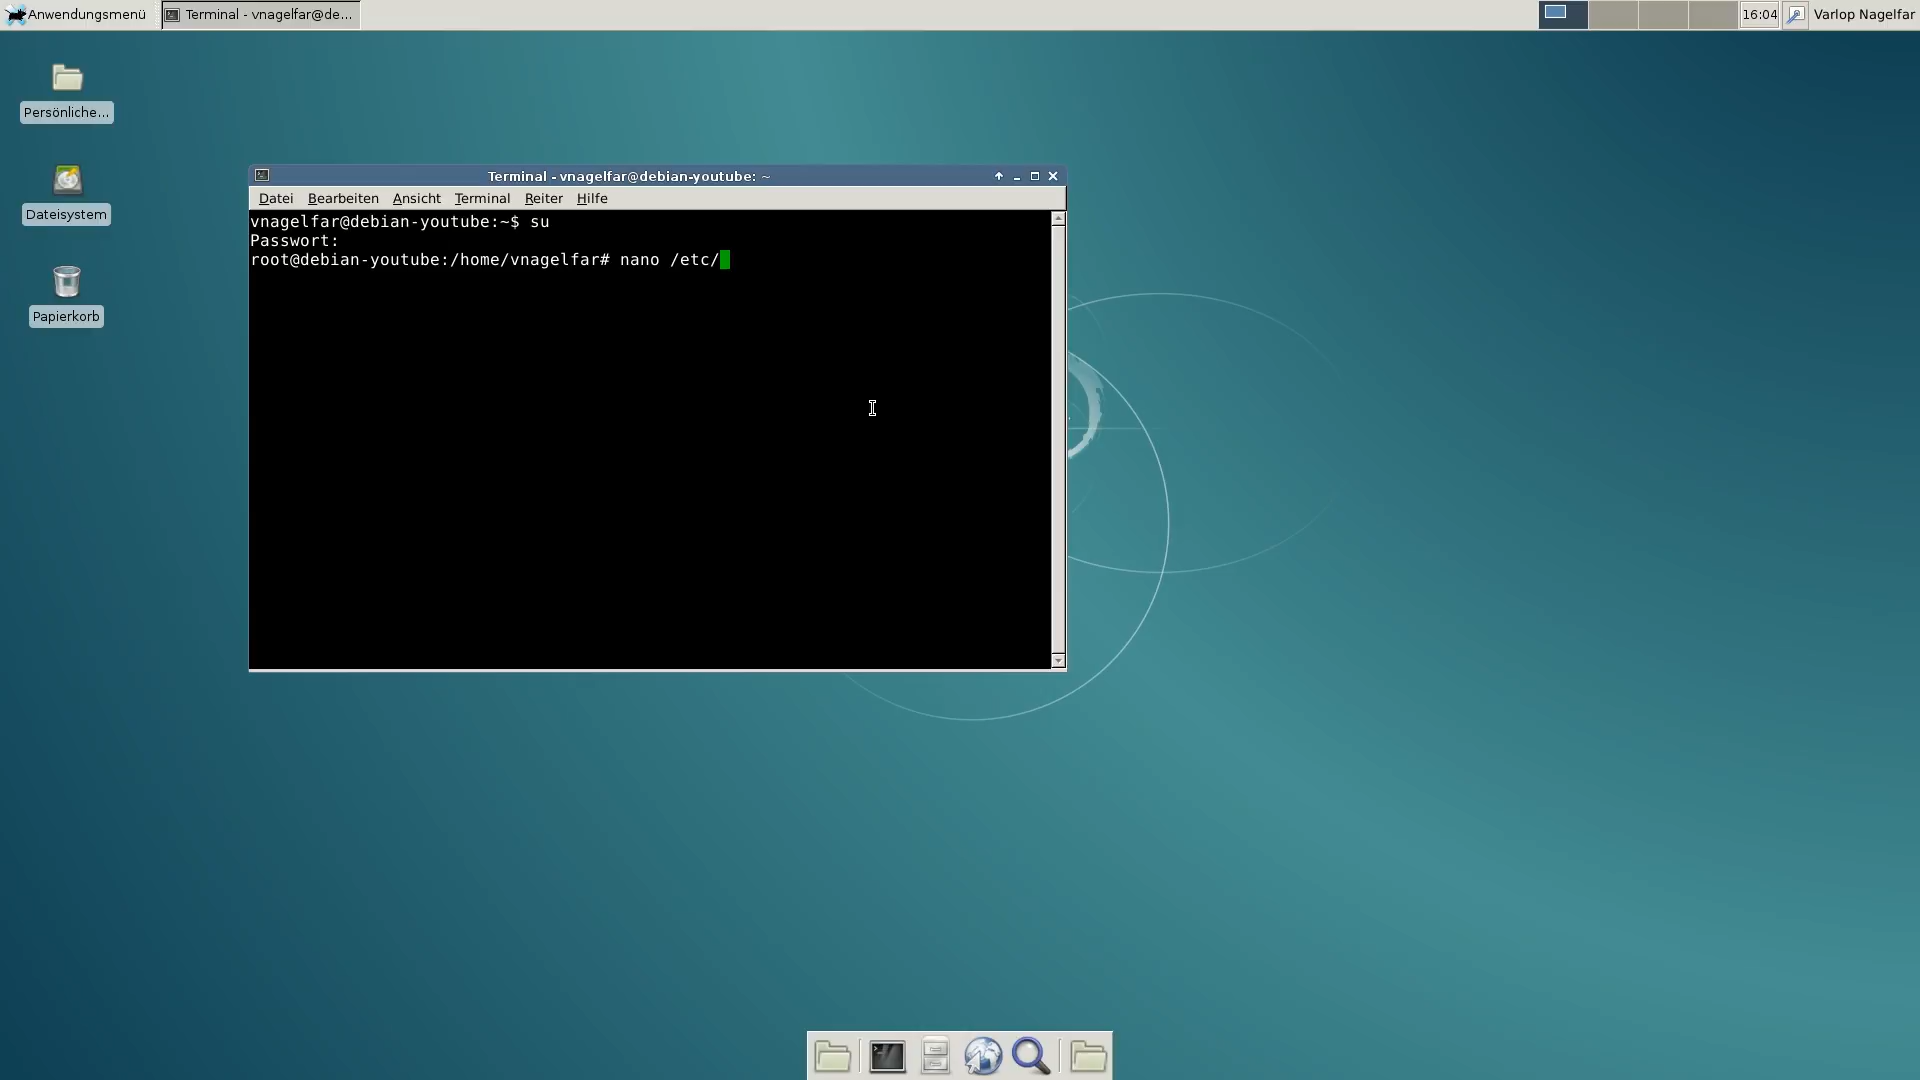 Anwendungsmenü
Terminal - vnagelfar@de...
16:04
Varlop Nagelfar
Persönliche...
Dateisystem
Papierkorb
Terminal - vnagelfar@debian-youtube: ~
Datei Bearbeiten Ansicht Terminal Reiter Hilfe
vnagelfar@debian-youtube:~$ su
Passwort:
root@debian-youtube:/home/vnagelfar# nano /etc/